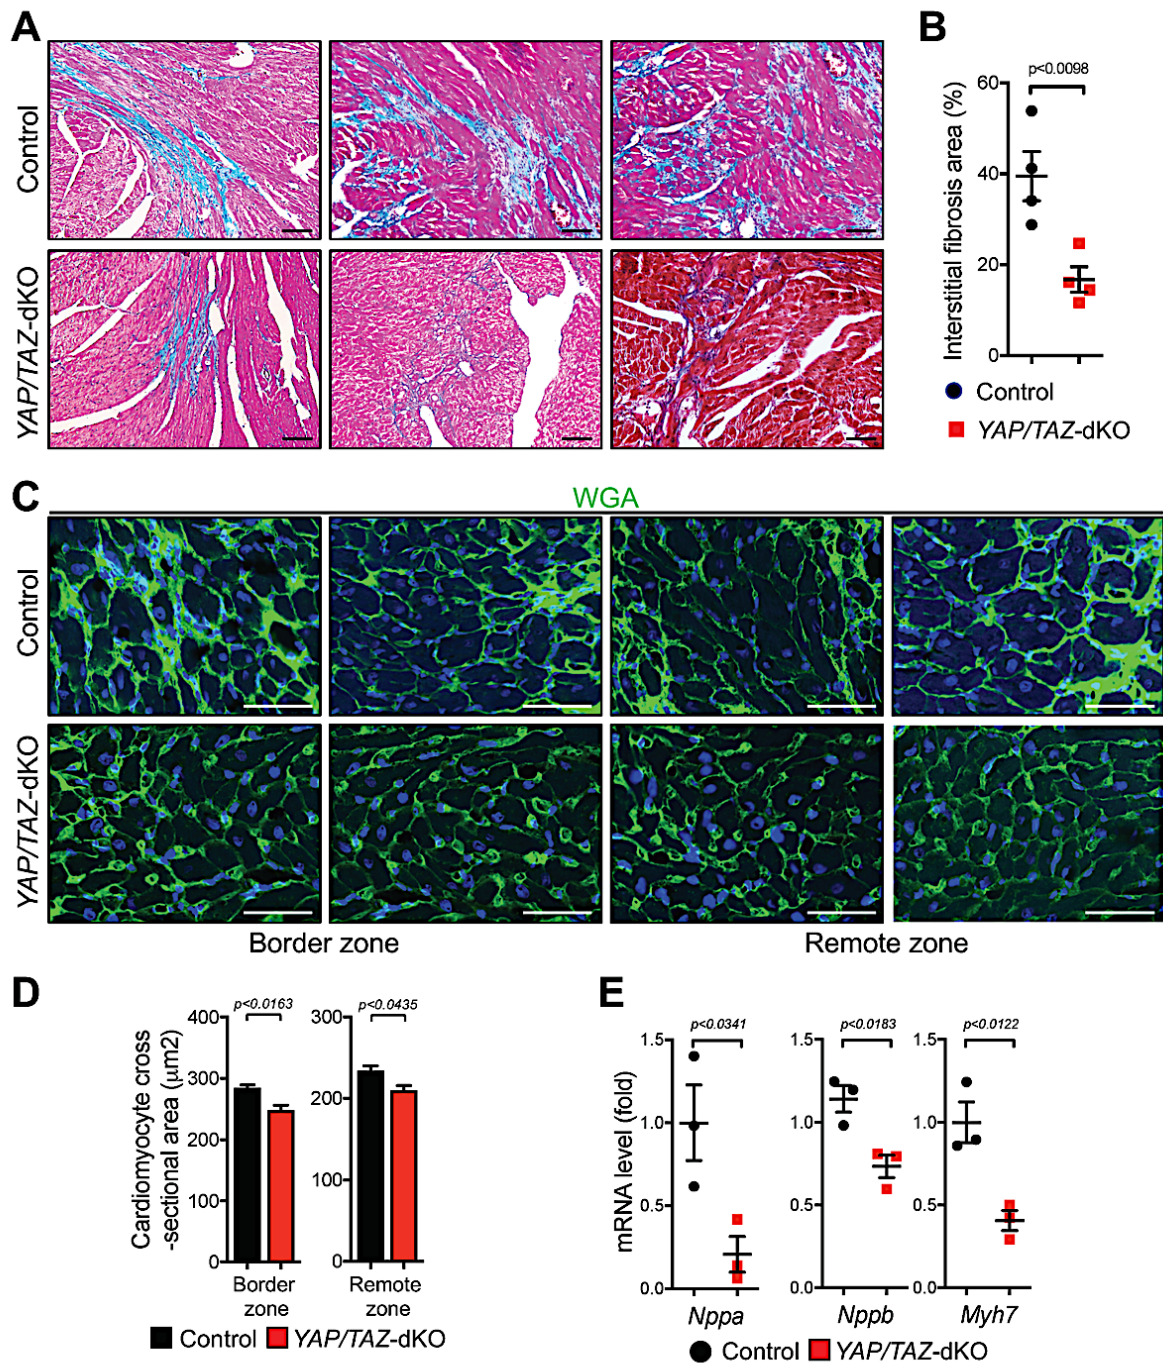 A
B
Control
YAP/TAZ-dKO
p<0.0098
Interstitial fibrosis area (%)
60
40
20
0
Control
YAP/TAZ-dKO
C
WGA
Control
YAP/TAZ-dKO
Border zone
Remote zone
D
E
Cardiomyocyte cross
-sectional area (μm2)
p<0.0163
400
300
200
100
0
Border
zone
p<0.0435
300
200
100
0
Remote
zone
Control YAP/TAZ-dKO
mRNA level (fold)
p<0.0341
1.5
1.0
0.5
0.0
Nppa
p<0.0183
1.5
1.0
0.5
0.0
Nppb
p<0.0122
1.5
1.0
0.5
0.0
Myh7
Control YAP/TAZ-dKO